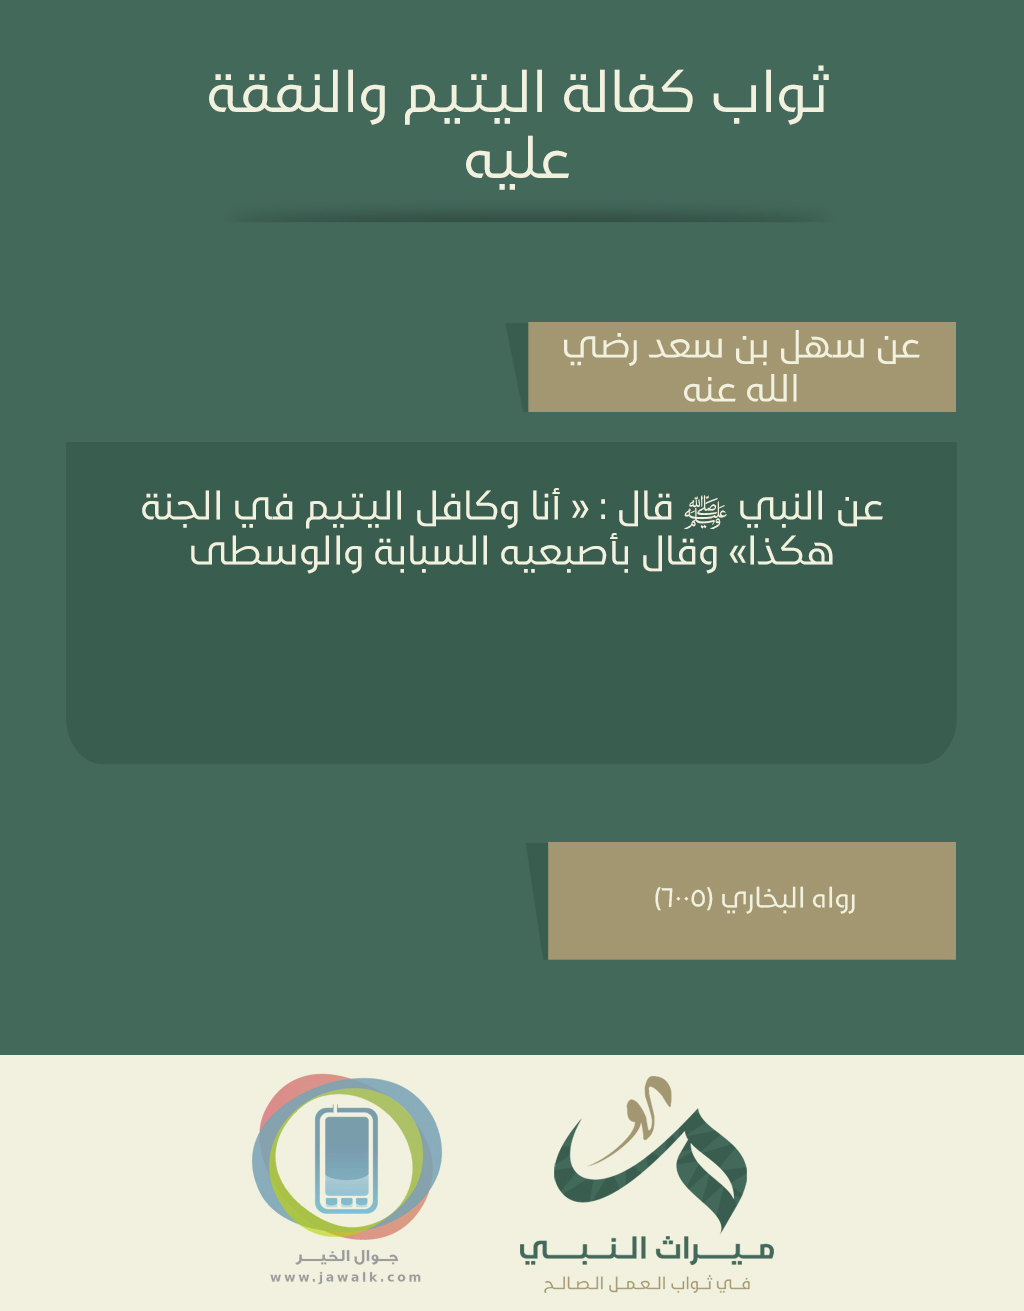 ثواب كفالة اليتيم والنفقة
عليه
عن سهل بن سعد رضي
الله عنه
عن النبي ﷺ قال : « أنا وكافل اليتيم في الجنة
هكذا» وقال بأصبعيه السبابة والوسطى
رواه البخاري (٦٠٠٥)
ميراث النبي
في ثواب العمل الصالح
جوال الخير
www.jawalk.com